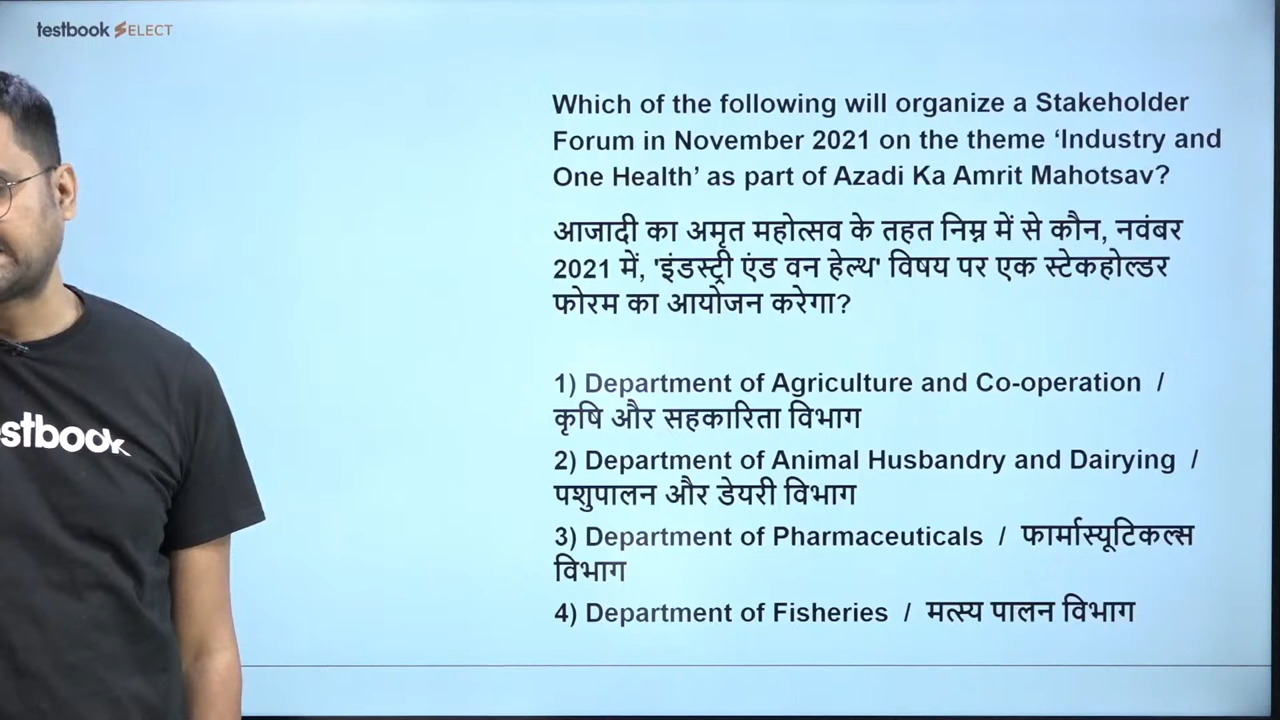 testbook SELECT
Which of the following will organize a Stakeholder
Forum in November 2021 on the theme ‘Industry and
One Health’ as part of Azadi Ka Amrit Mahotsav?
आजादी का अमृत महोत्सव के तहत निम्न में से कौन, नवंबर
2021 में, 'इंडस्ट्री एंड वन हेल्थ' विषय पर एक स्टेकहोल्डर
फोरम का आयोजन करेगा?
1) Department of Agriculture and Co-operation /
कृषि और सहकारिता विभाग
2) Department of Animal Husbandry and Dairying /
पशुपालन और डेयरी विभाग
3) Department of Pharmaceuticals / फार्मास्यूटिकल्स
विभाग
4) Department of Fisheries / मत्स्य पालन विभाग
stbook